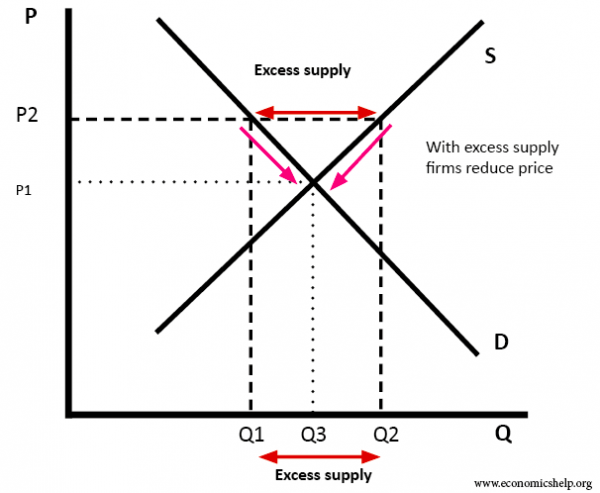 P
S
Excess supply
P2
With excess supply
firms reduce price
P1
D
Q1 Q3 Q2 Q
Excess supply
www.economicshelp.org